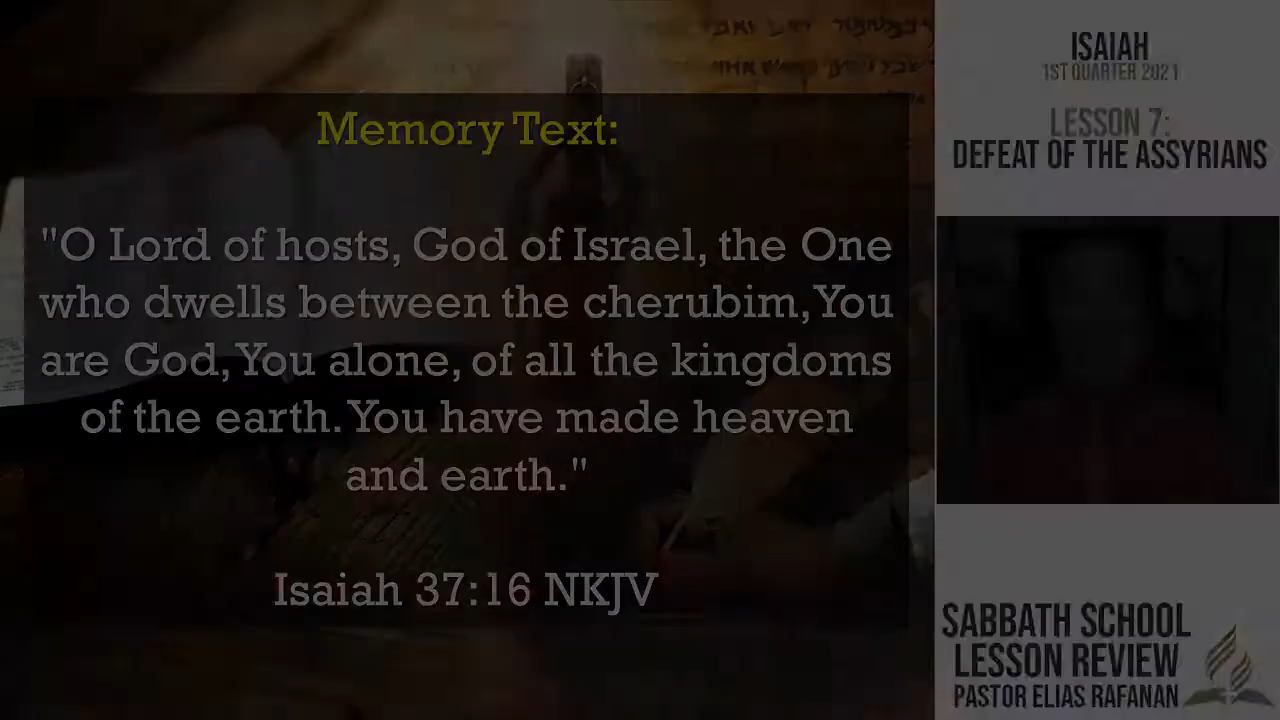 Memory Text:
"O Lord of hosts, God of Israel, the One
who dwells between the cherubim, You
are God, You alone, of all the kingdoms
of the earth. You have made heaven
and earth."
Isaiah 37:16 NKJV
ISAIAH
1ST QUARTER 2021
LESSON 7:
DEFEAT OF THE ASSYRIANS
SABBATH SCHOOL
LESSON REVIEW
PASTOR ELIAS RAFANAN